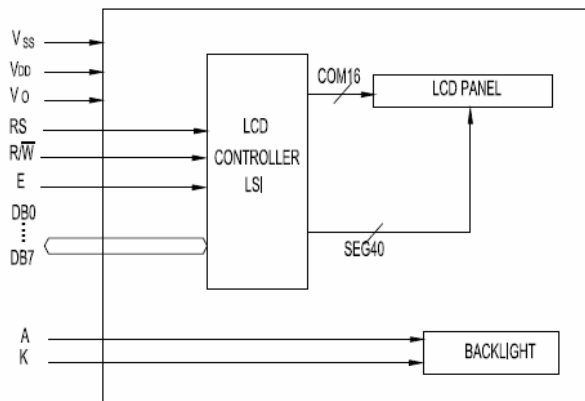 VSS
VDD
VO
RS
R/W̅
E
DB0
DB7
A
K
LCD
CONTROLLER
LSI
COM16
SEG40
LCD PANEL
BACKLIGHT